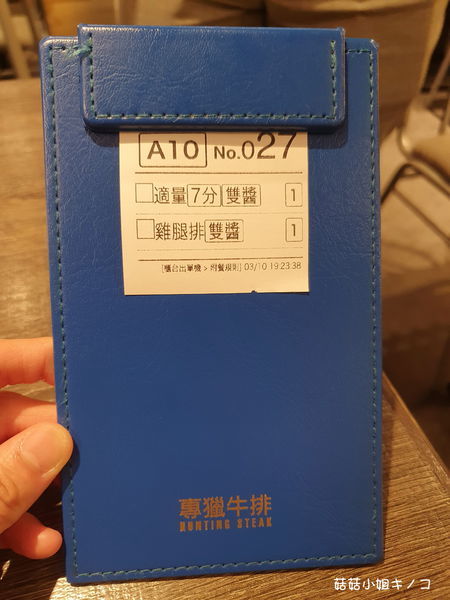 A10 No.027
適量 7分 雙醬 1
雞腿排 雙醬 1
[櫃台出單機 > 附餐規則] 03/10 19:23:38
專獵牛排
HUNTING STEAK
菇菇小姐キノコ